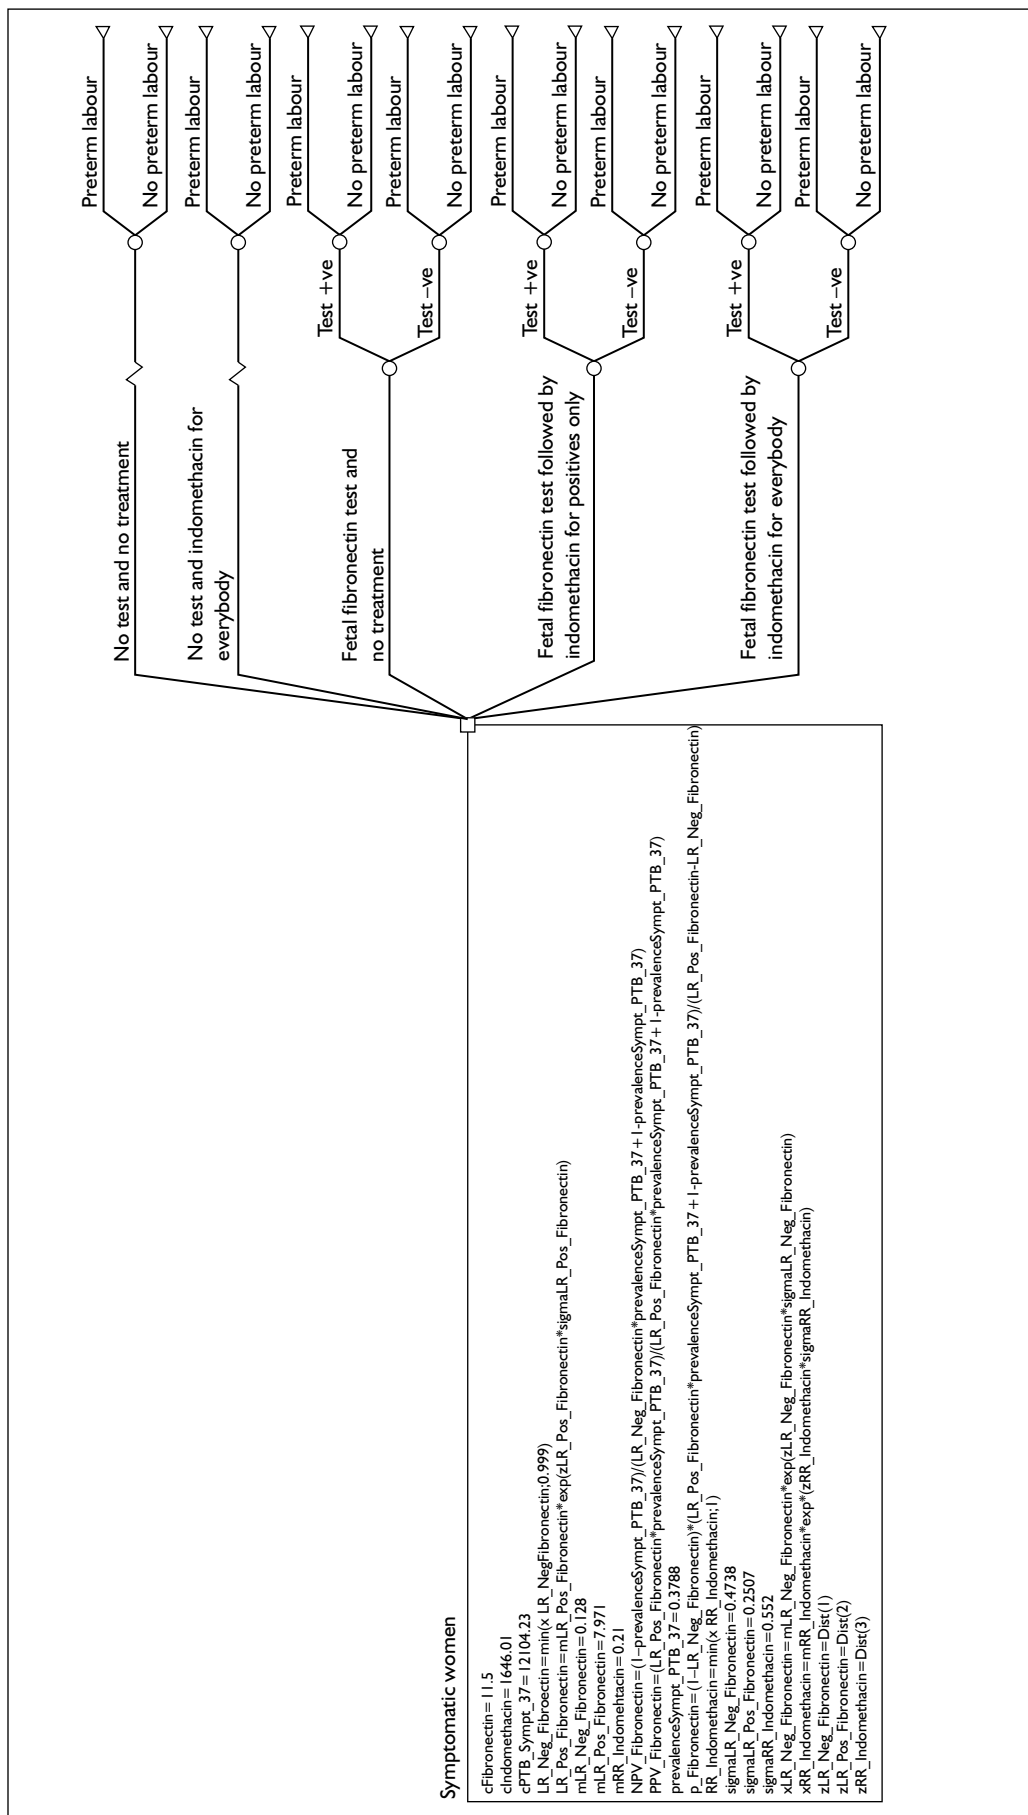 Symptomatic women
cFibronectin=11.5
cIndomethacin=1646.01
cPTB_Sympt_37=12104.23
LR_Neg_Fibroectin=min(x LR_NegFibronectin;0.999)
LR_Pos_Fibronectin=mLR_Pos_Fibronectin*exp(zLR_Pos_Fibronectin*sigmaLR_Pos_Fibronectin)
mLR_Neg_Fibronectin=0.128
mLR_Pos_Fibronectin=7.971
mRR_Indomehtacin=0.21
NPV_Fibronectin=(1–prevalenceSympt_PTB_37)/(LR_Neg_Fibronectin*prevalenceSympt_PTB_37+1-prevalenceSympt_PTB_37)
PPV_Fibronectin=(LR_Pos_Fibronectin*prevalenceSympt_PTB_37)/(LR_Pos_Fibronectin*prevalenceSympt_PTB_37+1-prevalenceSympt_PTB_37)
prevalenceSympt_PTB_37=0.3788
p_Fibronectin=(1–LR_Neg_Fibronectin)*(LR_Pos_Fibronectin*prevalenceSympt_PTB_37+1-prevalenceSympt_PTB_37)/(LR_Pos_Fibronectin-LR_Neg_Fibronectin)
RR_Indomethacin=min(x RR_Indomethacin;1)
sigmaLR_Neg_Fibronectin=0.4738
sigmaLR_Pos_Fibronectin=0.2507
sigmaRR_Indomethacin=0.552
xLR_Neg_Fibronectin=mLR_Neg_Fibronectin*exp(zLR_Neg_Fibronectin*sigmaLR_Neg_Fibronectin)
xRR_Indomethacin=mRR_Indomethacin*exp*(zRR_Indomethacin*sigmaRR_Indomethacin)
zLR_Neg_Fibronectin=Dist(1)
zLR_Pos_Fibronectin=Dist(2)
zRR_Indomethacin=Dist(3)
No test and no treatment
Preterm labour
No preterm labour
No test and indomethacin for
everybody
Preterm labour
No preterm labour
Fetal fibronectin test and
no treatment
Test +ve
Preterm labour
No preterm labour
Test –ve
Preterm labour
No preterm labour
Fetal fibronectin test followed by
indomethacin for positives only
Test +ve
Preterm labour
No preterm labour
Test –ve
Preterm labour
No preterm labour
Fetal fibronectin test followed by
indomethacin for everybody
Test +ve
Preterm labour
No preterm labour
Test –ve
Preterm labour
No preterm labour